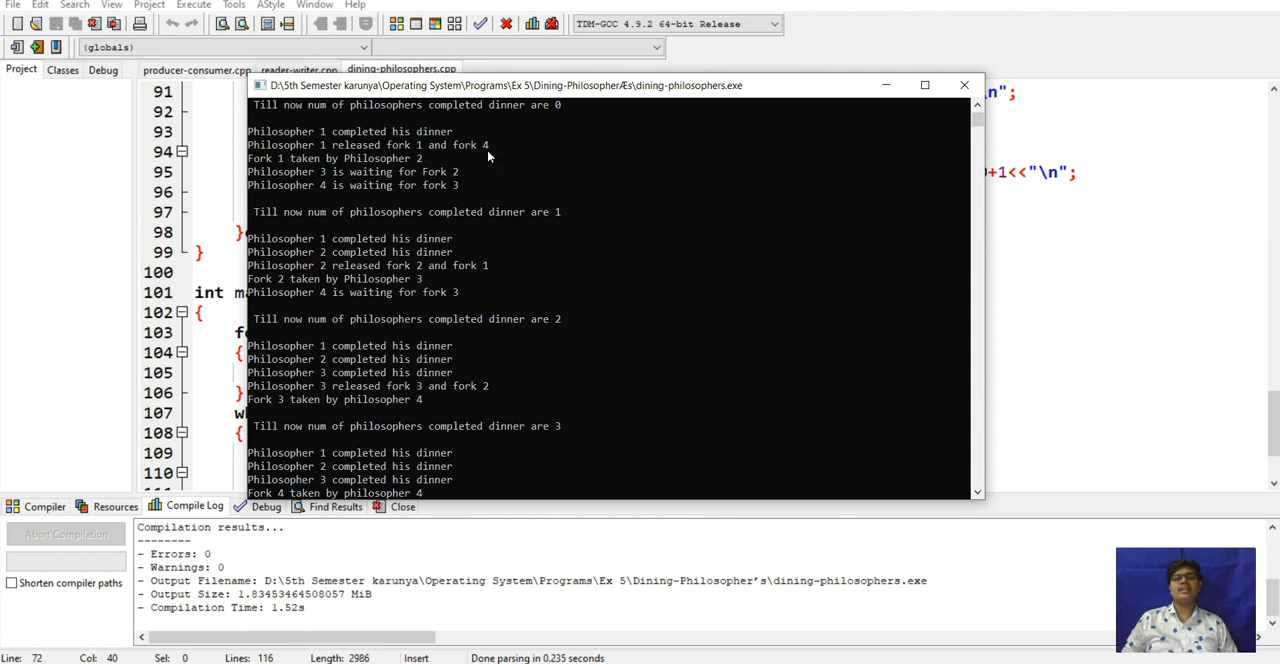 File Edit Search View Project Execute Tools AStyle Window Help
TDM-GCC 4.9.2 64-bit Release
(globals)
Project Classes Debug producer-consumer.cpp reader-writer.cpp dining-philosophers.cpp
D:\5th Semester karunya\Operating System\Programs\Ex 5\Dining-PhilosopherÆs\dining-philosophers.exe
Till now num of philosophers completed dinner are 0
Philosopher 1 completed his dinner
Philosopher 1 released fork 1 and fork 4
Fork 1 taken by Philosopher 2
Philosopher 3 is waiting for Fork 2
Philosopher 4 is waiting for fork 3
Till now num of philosophers completed dinner are 1
Philosopher 1 completed his dinner
Philosopher 2 completed his dinner
Philosopher 2 released fork 2 and fork 1
Fork 2 taken by Philosopher 3
Philosopher 4 is waiting for fork 3
Till now num of philosophers completed dinner are 2
Philosopher 1 completed his dinner
Philosopher 2 completed his dinner
Philosopher 3 completed his dinner
Philosopher 3 released fork 3 and fork 2
Fork 3 taken by philosopher 4
Till now num of philosophers completed dinner are 3
Philosopher 1 completed his dinner
Philosopher 2 completed his dinner
Philosopher 3 completed his dinner
Fork 4 taken by philosopher 4
91 \n";
92
93
94
95 +1<<"\n";
96
97
98 }
99 }
100
101 int
102 {
103
104 {
105
106 }
107
108 {
109
110
Compiler Resources Compile Log Debug Find Results Close
Abort Compilation
Shorten compiler paths
Compilation results...
--------
- Errors: 0
- Warnings: 0
- Output Filename: D:\5th Semester karunya\Operating System\Programs\Ex 5\Dining-Philosopher's\dining-philosophers.exe
- Output Size: 1.83453464508057 MiB
- Compilation Time: 1.52s
Line: 72 Col: 40 Sel: 0 Lines: 116 Length: 2986 Insert Done parsing in 0.235 seconds